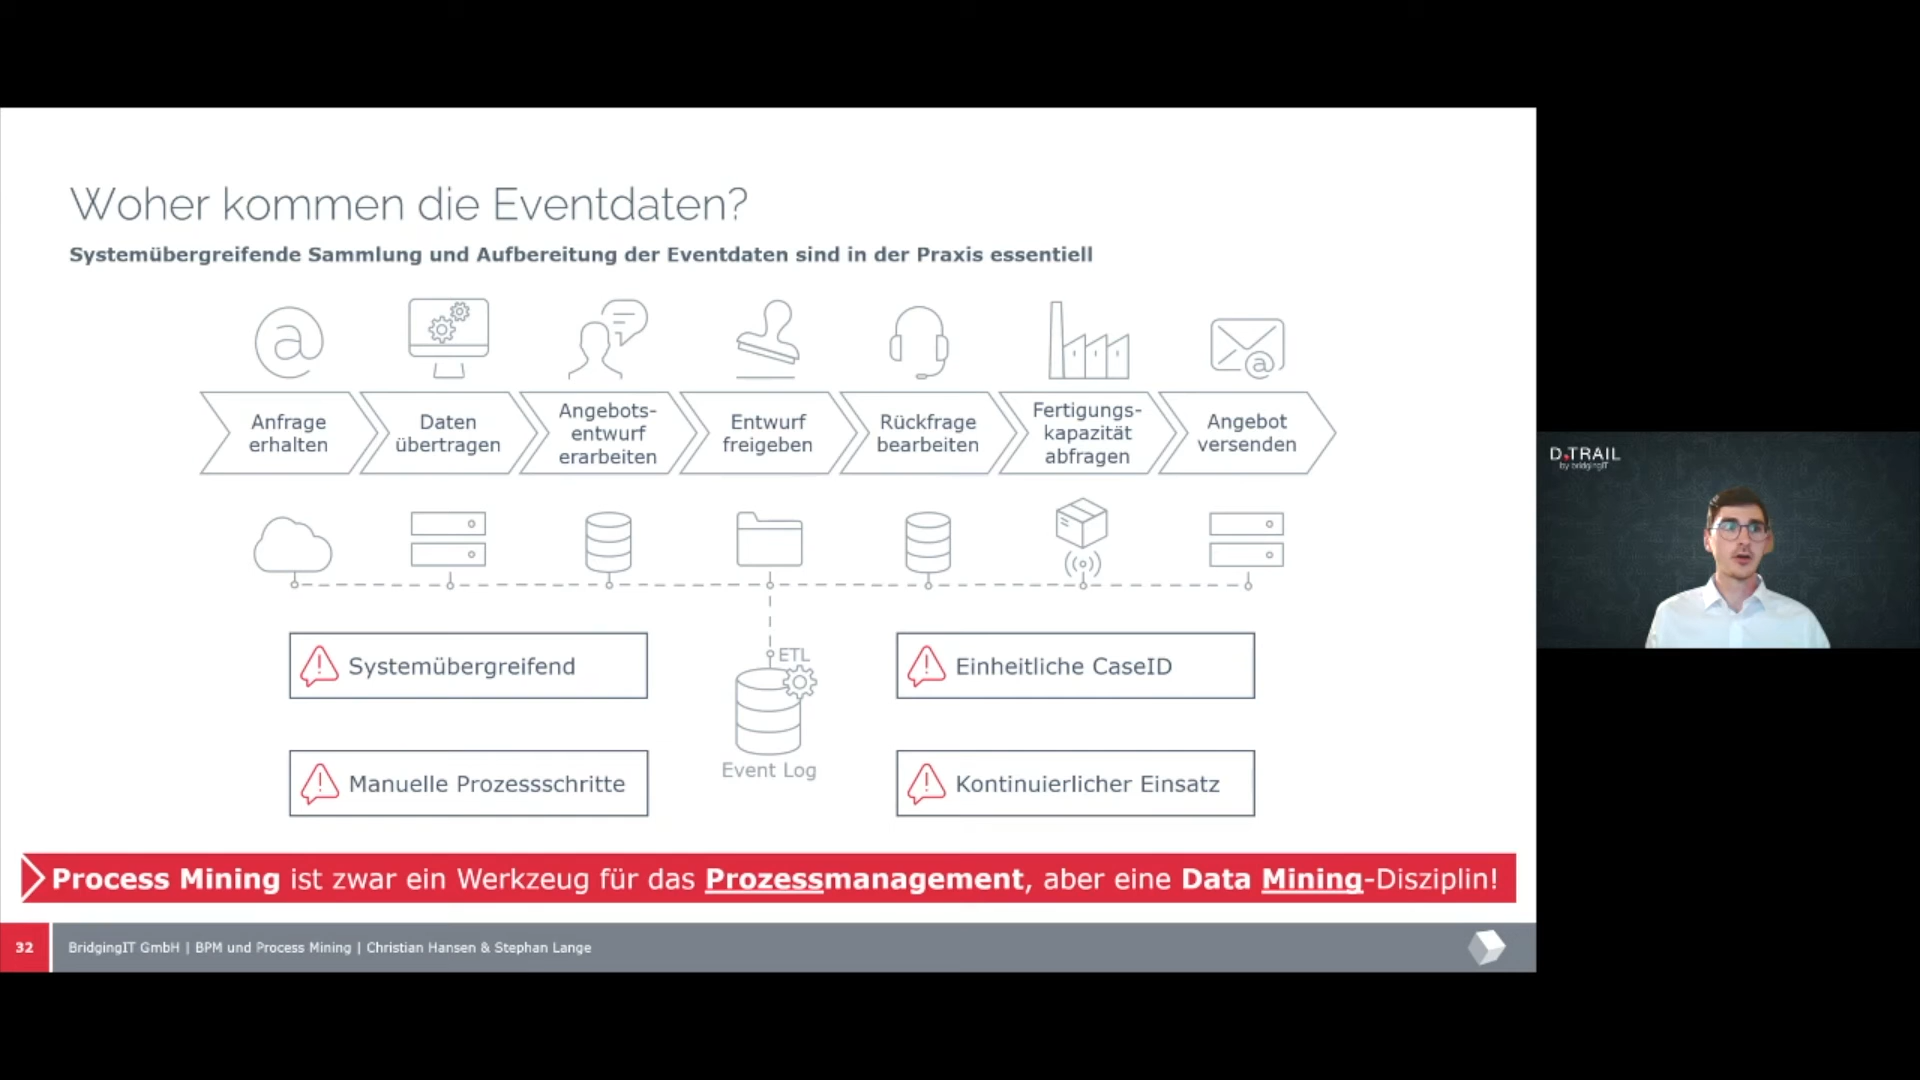 Woher kommen die Eventdaten?
Systemübergreifende Sammlung und Aufbereitung der Eventdaten sind in der Praxis essentiell
@
@
Anfrage
erhalten
Daten
übertragen
Angebots-
entwurf
erarbeiten
Entwurf
freigeben
Rückfrage
bearbeiten
Fertigungs-
kapazität
abfragen
Angebot
versenden
D.TRAIL
by bridgingIT
Systemübergreifend
ETL
Einheitliche CaseID
Manuelle Prozessschritte
Event Log
Kontinuierlicher Einsatz
Process Mining ist zwar ein Werkzeug für das Prozessmanagement, aber eine Data Mining-Disziplin!
32
BridgingIT GmbH | BPM und Process Mining | Christian Hansen & Stephan Lange